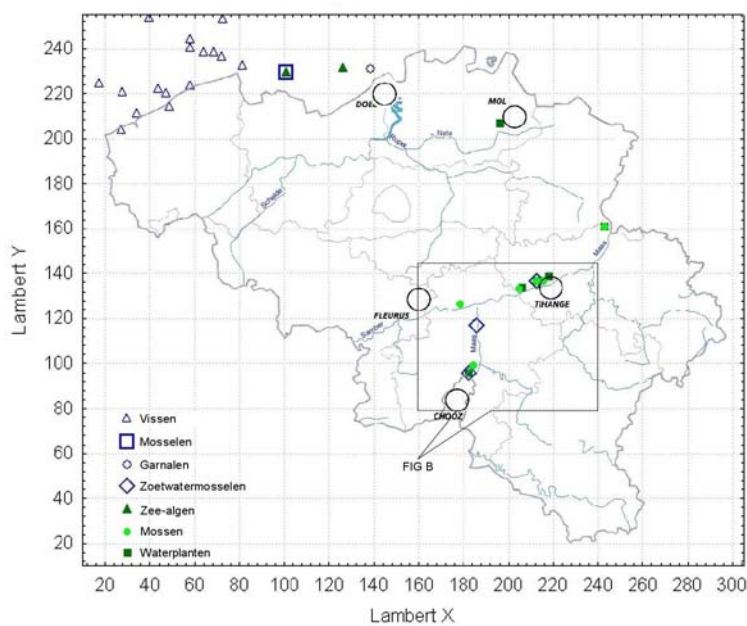 240
220
200
180
160
140
120
100
80
60
40
20
Lambert Y
DOEL
MOL
Nete
Rupel
Schelde
Maas
TIHANGE
FLEURUS
Samber
Maas
CHOOZ
FIG B
Vissen
Mosselen
Garnalen
Zoetwatermosselen
Zee-algen
Mossen
Waterplanten
20 40 60 80 100 120 140 160 180 200 220 240 260 280 300
Lambert X